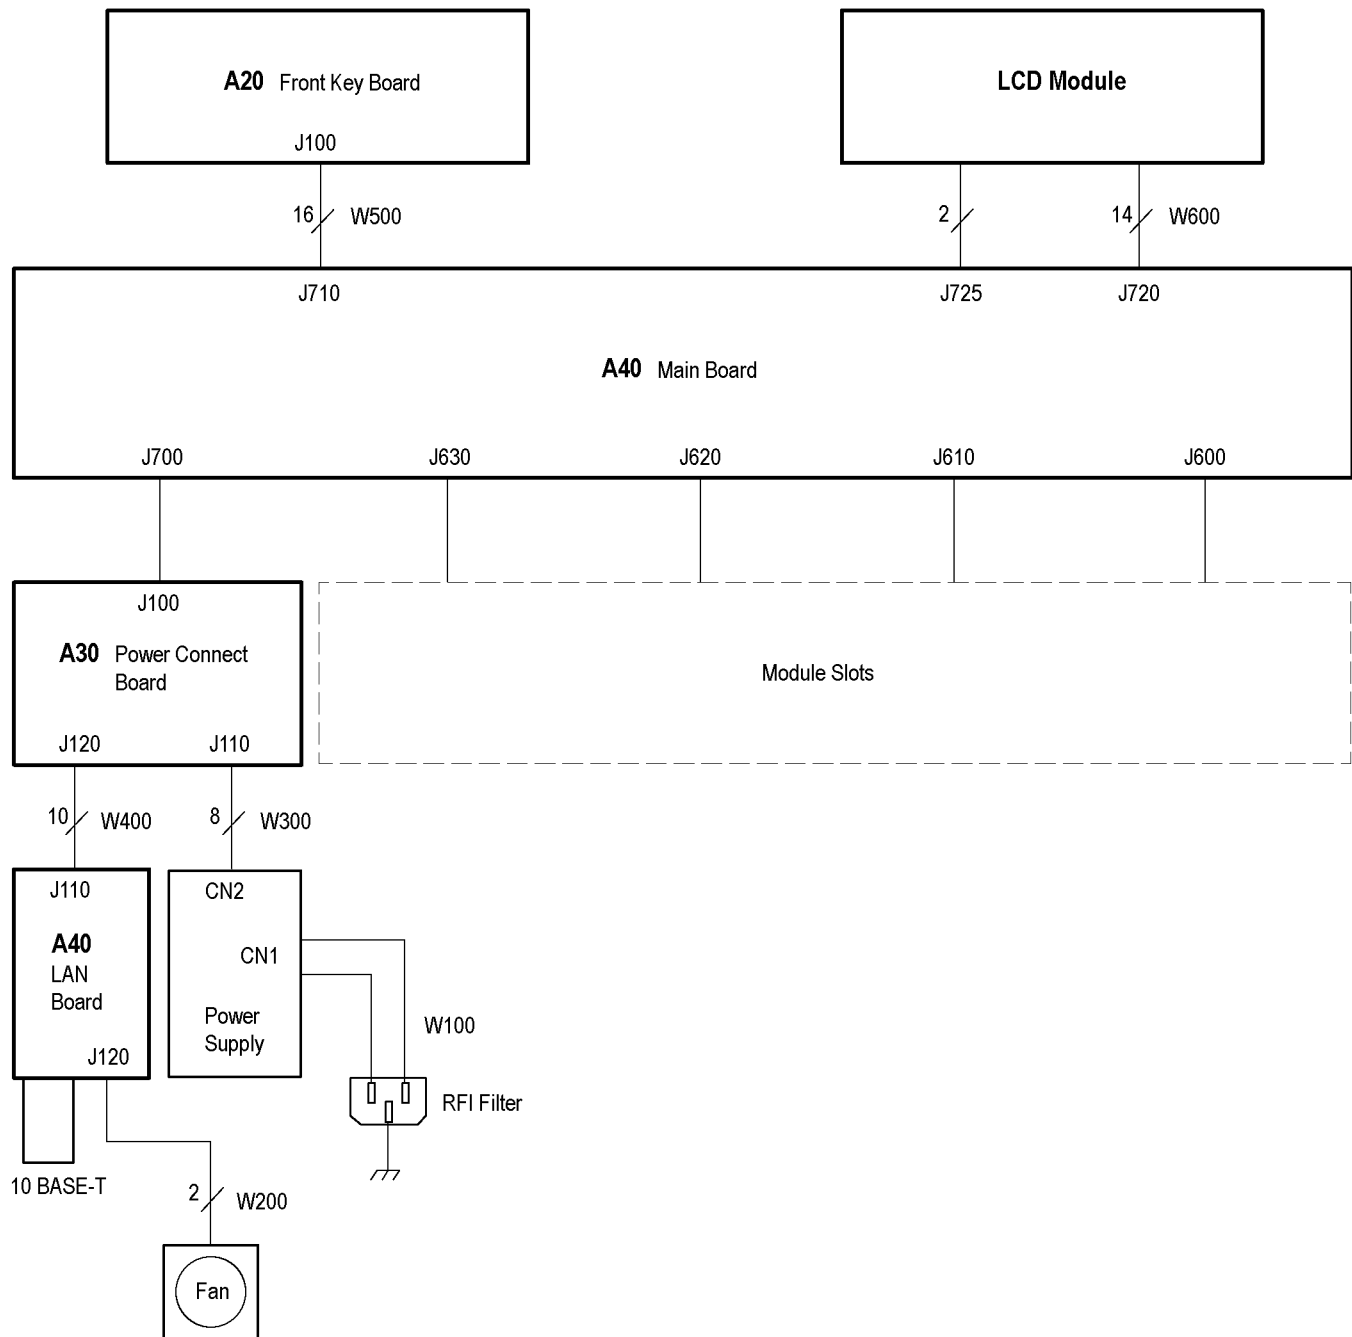 A20 Front Key Board
J100
LCD Module
16
W500
2
14
W600
J710
J725
J720
A40 Main Board
J700
J630
J620
J610
J600
J100
A30 Power Connect
Board
J120
J110
Module Slots
10
W400
8
W300
J110
A40
LAN
Board
J120
CN2
CN1
Power
Supply
W100
RFI Filter
10 BASE-T
2
W200
Fan